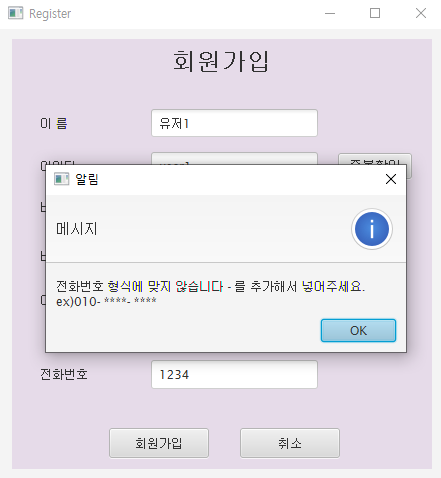 Register
회원가입
이 름
유저1
알림
메시지
전화번호 형식에 맞지 않습니다 - 를 추가해서 넣어주세요.
ex)010- ****- ****
OK
전화번호
1234
회원가입
취소